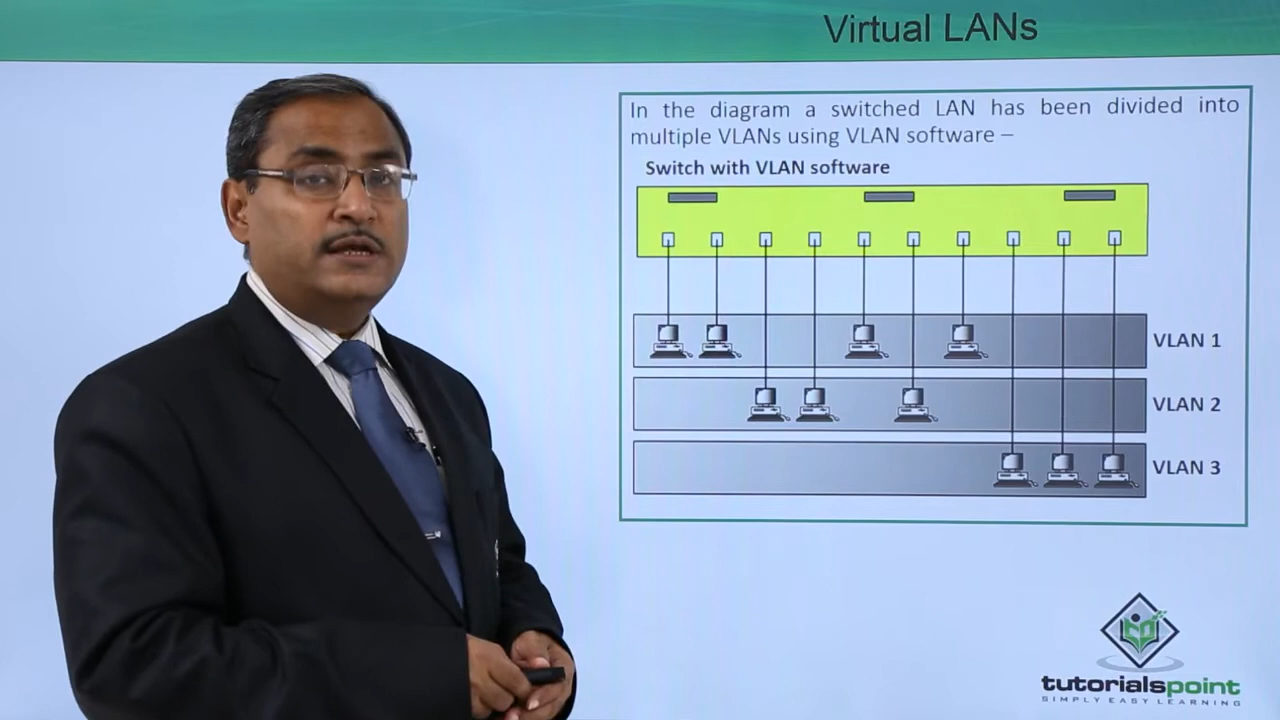 Virtual LANs
In the diagram a switched LAN has been divided into
multiple VLANs using VLAN software –
Switch with VLAN software
VLAN 1
VLAN 2
VLAN 3
tutorialspoint
SIMPLY EASY LEARNING